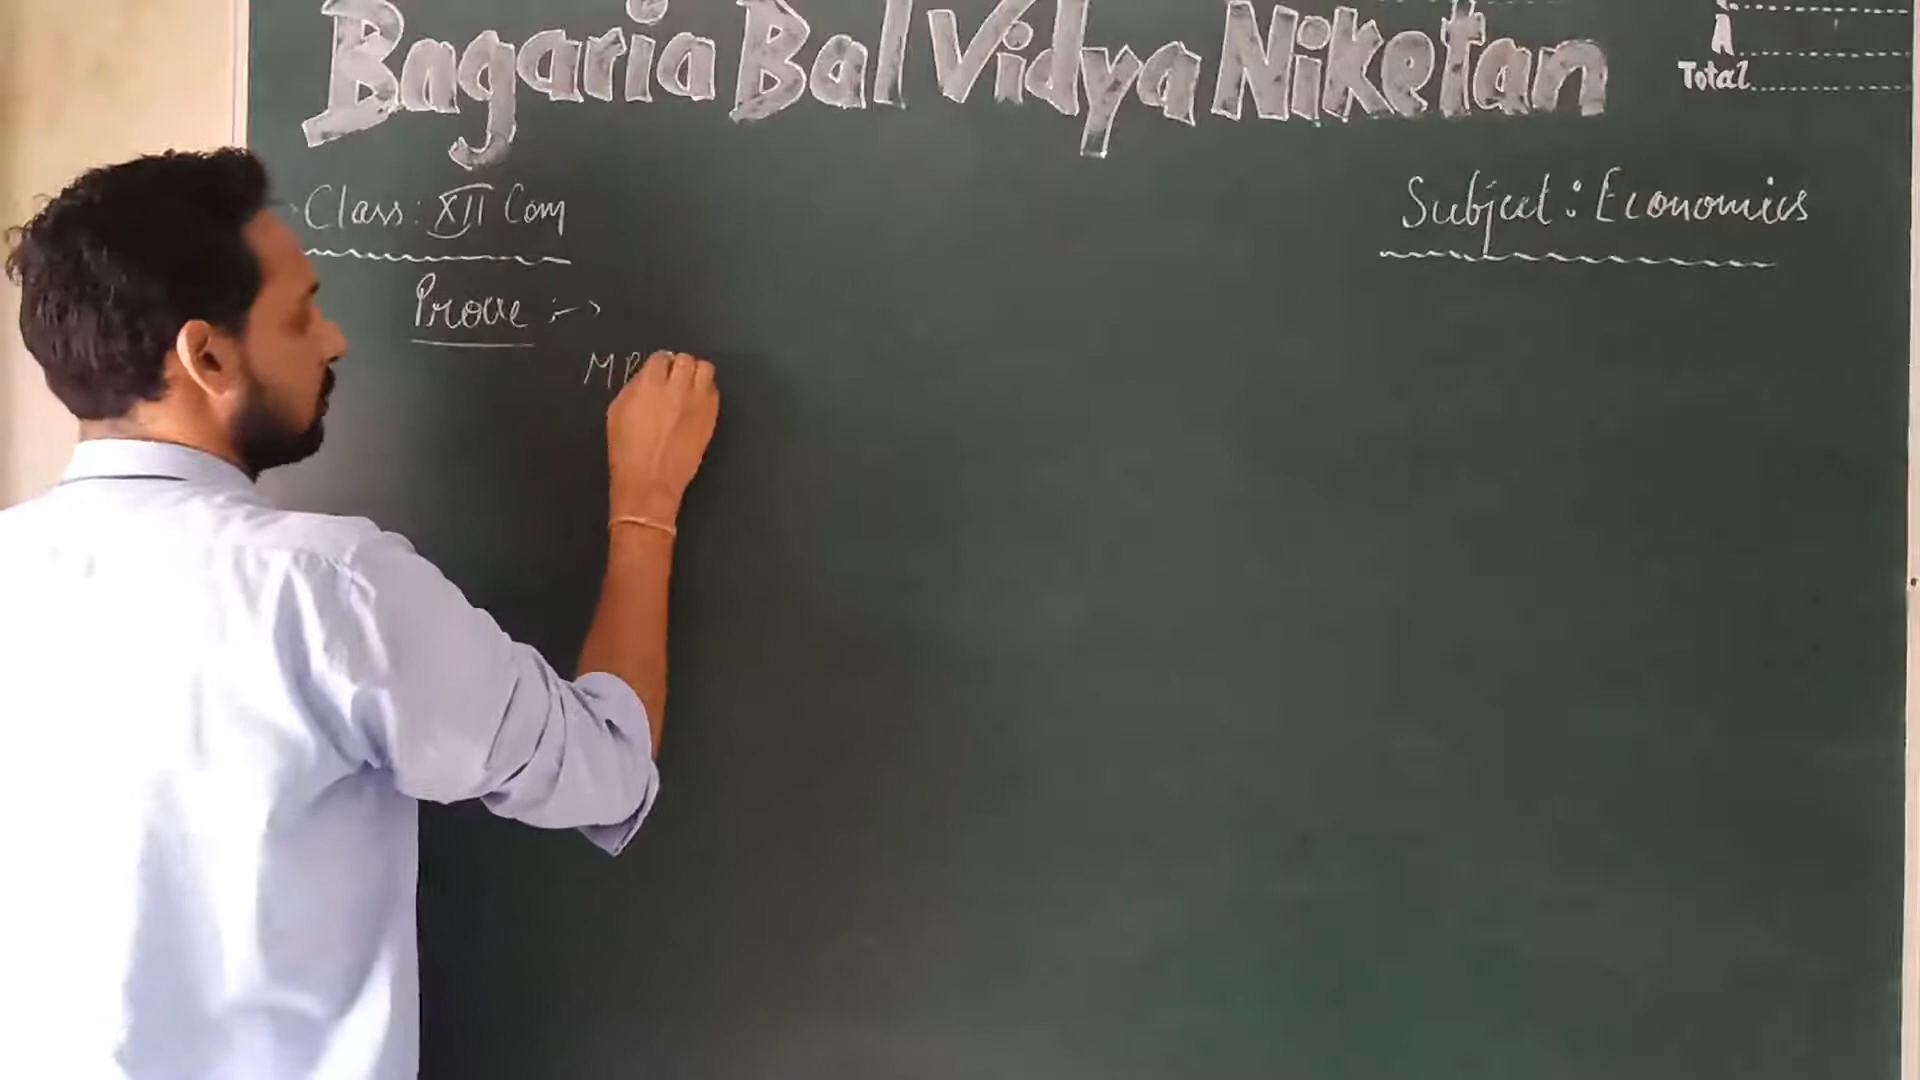 Bagaria Bal Vidya Niketan
A..........
Total..........
Class: XII Com
Subject: Economics
Prove :->